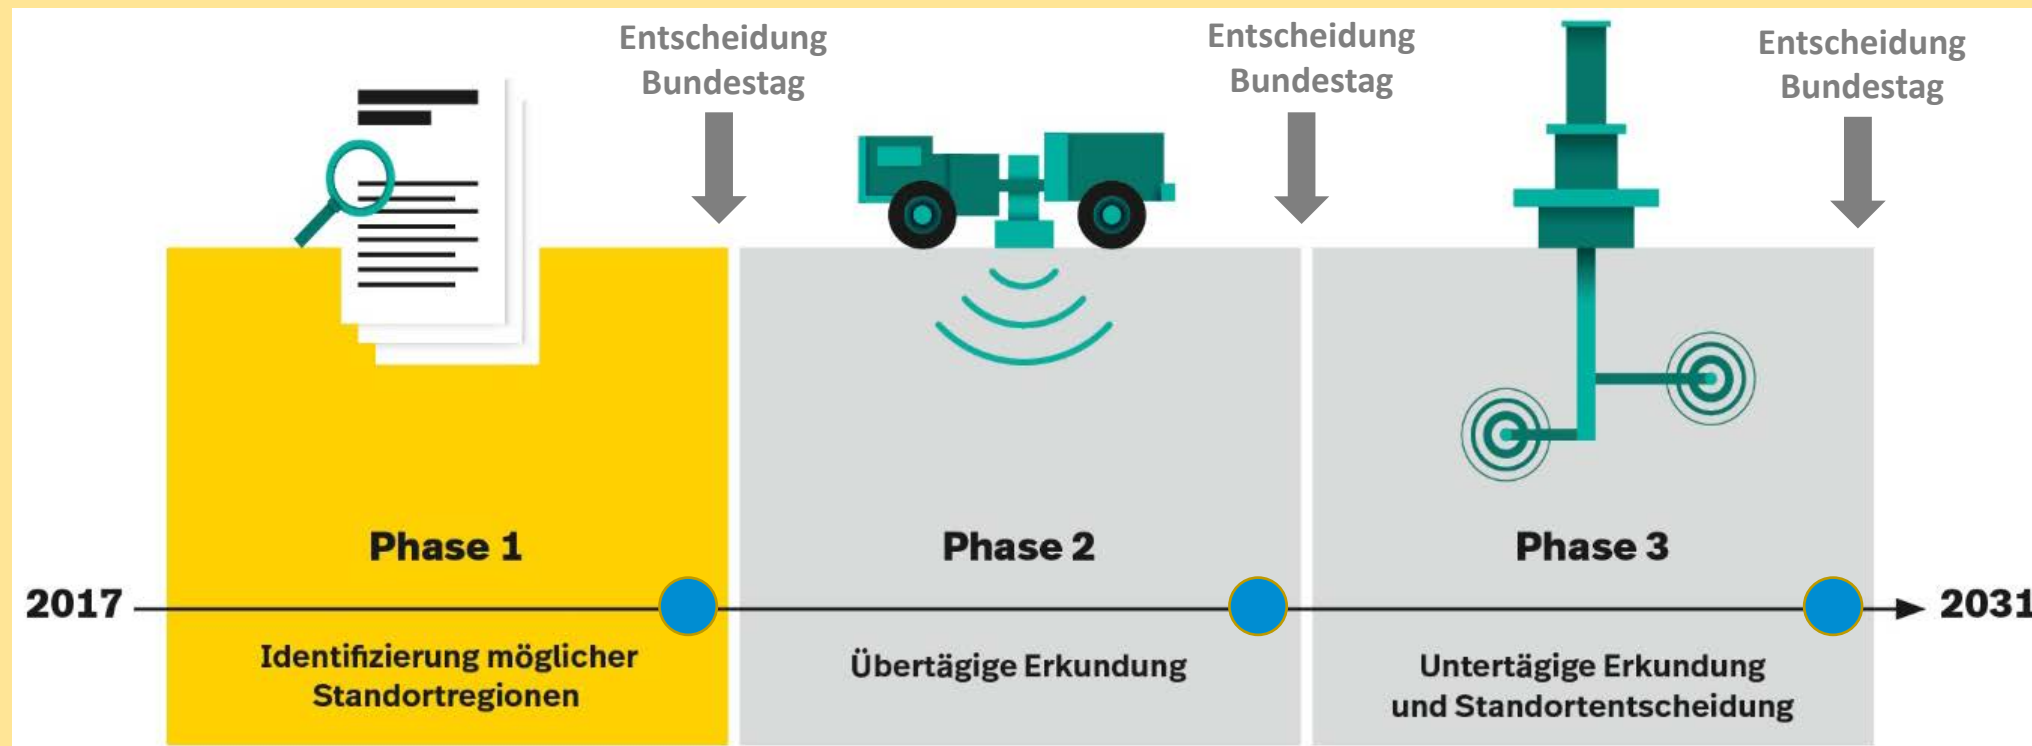 Entscheidung
Bundestag
Entscheidung
Bundestag
Entscheidung
Bundestag
Phase 1
Phase 2
Phase 3
2017
2031
Identifizierung möglicher
Standortregionen
Übertägige Erkundung
Untertägige Erkundung
und Standortentscheidung